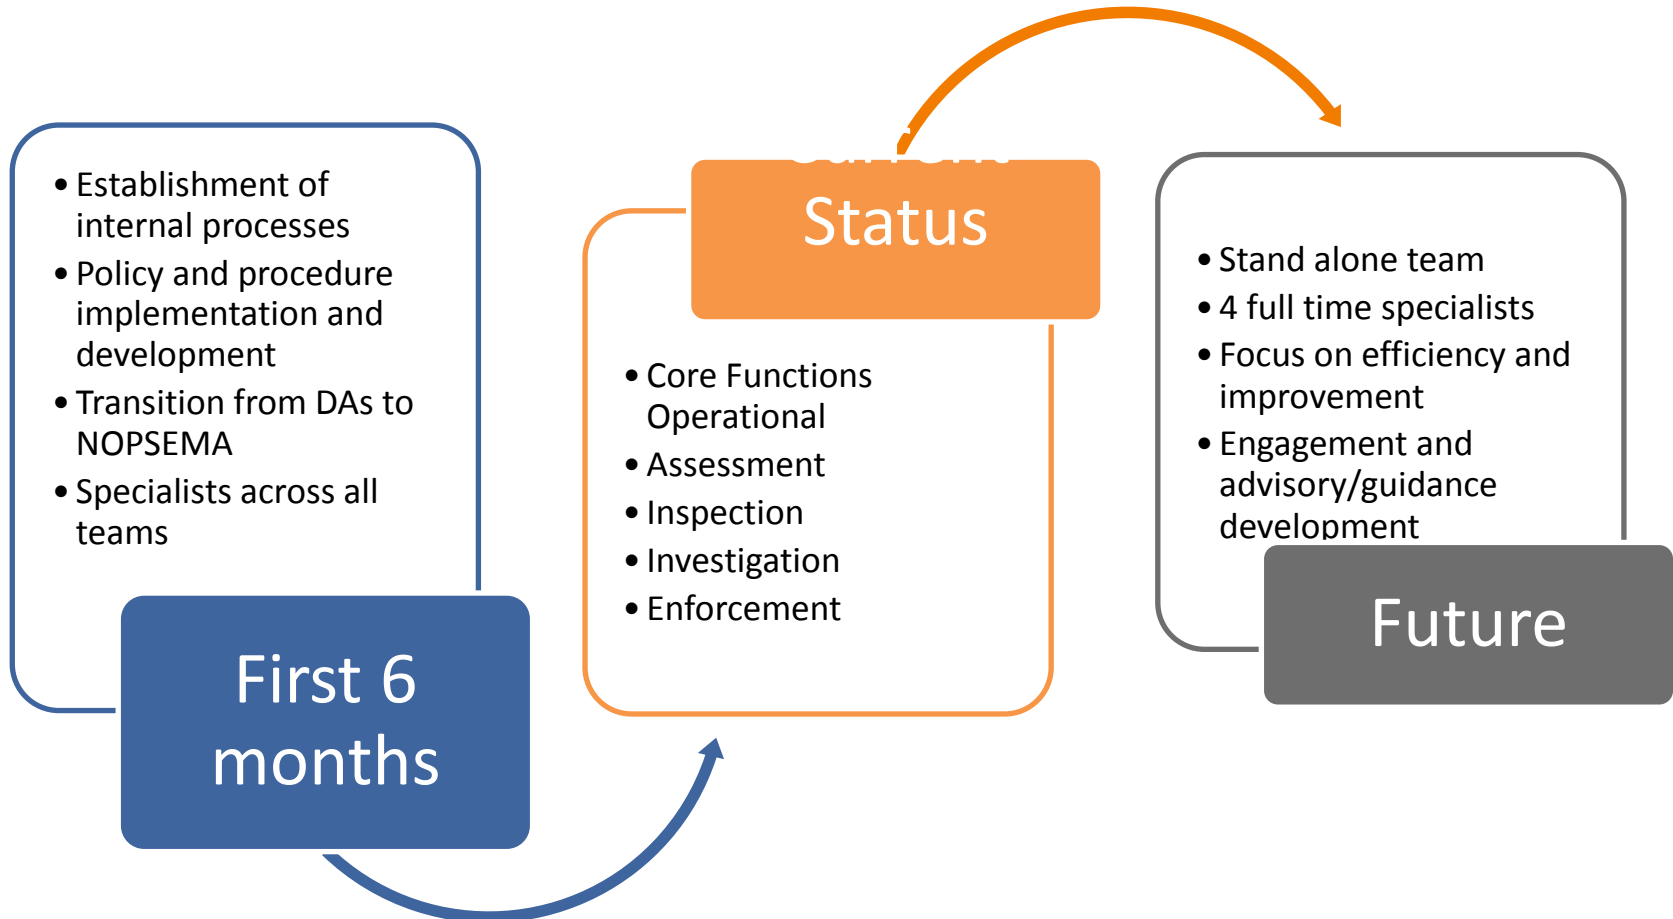 • Establishment of
internal processes
• Policy and procedure
implementation and
development
• Transition from DAs to
NOPSEMA
• Specialists across all
teams
First 6
months
Current
Status
• Core Functions
Operational
• Assessment
• Inspection
• Investigation
• Enforcement
• Stand alone team
• 4 full time specialists
• Focus on efficiency and
improvement
• Engagement and
advisory/guidance
development
Future